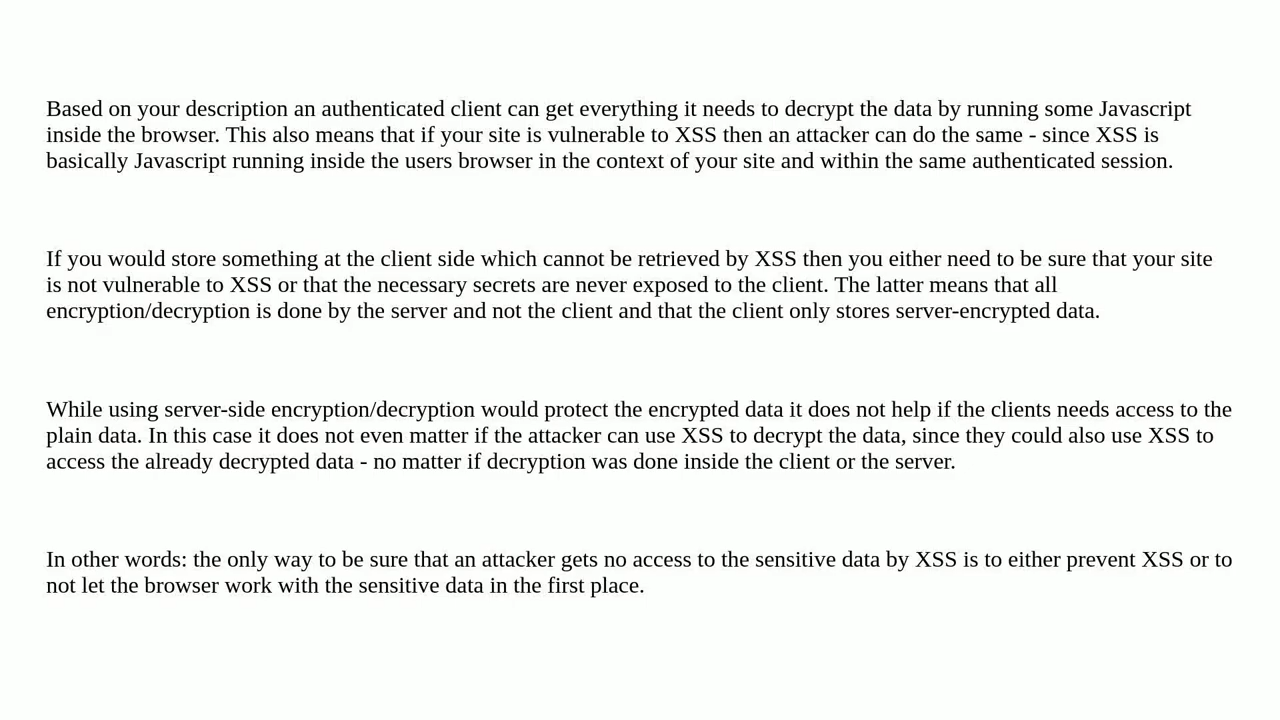 Based on your description an authenticated client can get everything it needs to decrypt the data by running some Javascript
inside the browser. This also means that if your site is vulnerable to XSS then an attacker can do the same - since XSS is
basically Javascript running inside the users browser in the context of your site and within the same authenticated session.
If you would store something at the client side which cannot be retrieved by XSS then you either need to be sure that your site
is not vulnerable to XSS or that the necessary secrets are never exposed to the client. The latter means that all
encryption/decryption is done by the server and not the client and that the client only stores server-encrypted data.
While using server-side encryption/decryption would protect the encrypted data it does not help if the clients needs access to the
plain data. In this case it does not even matter if the attacker can use XSS to decrypt the data, since they could also use XSS to
access the already decrypted data - no matter if decryption was done inside the client or the server.
In other words: the only way to be sure that an attacker gets no access to the sensitive data by XSS is to either prevent XSS or to
not let the browser work with the sensitive data in the first place.